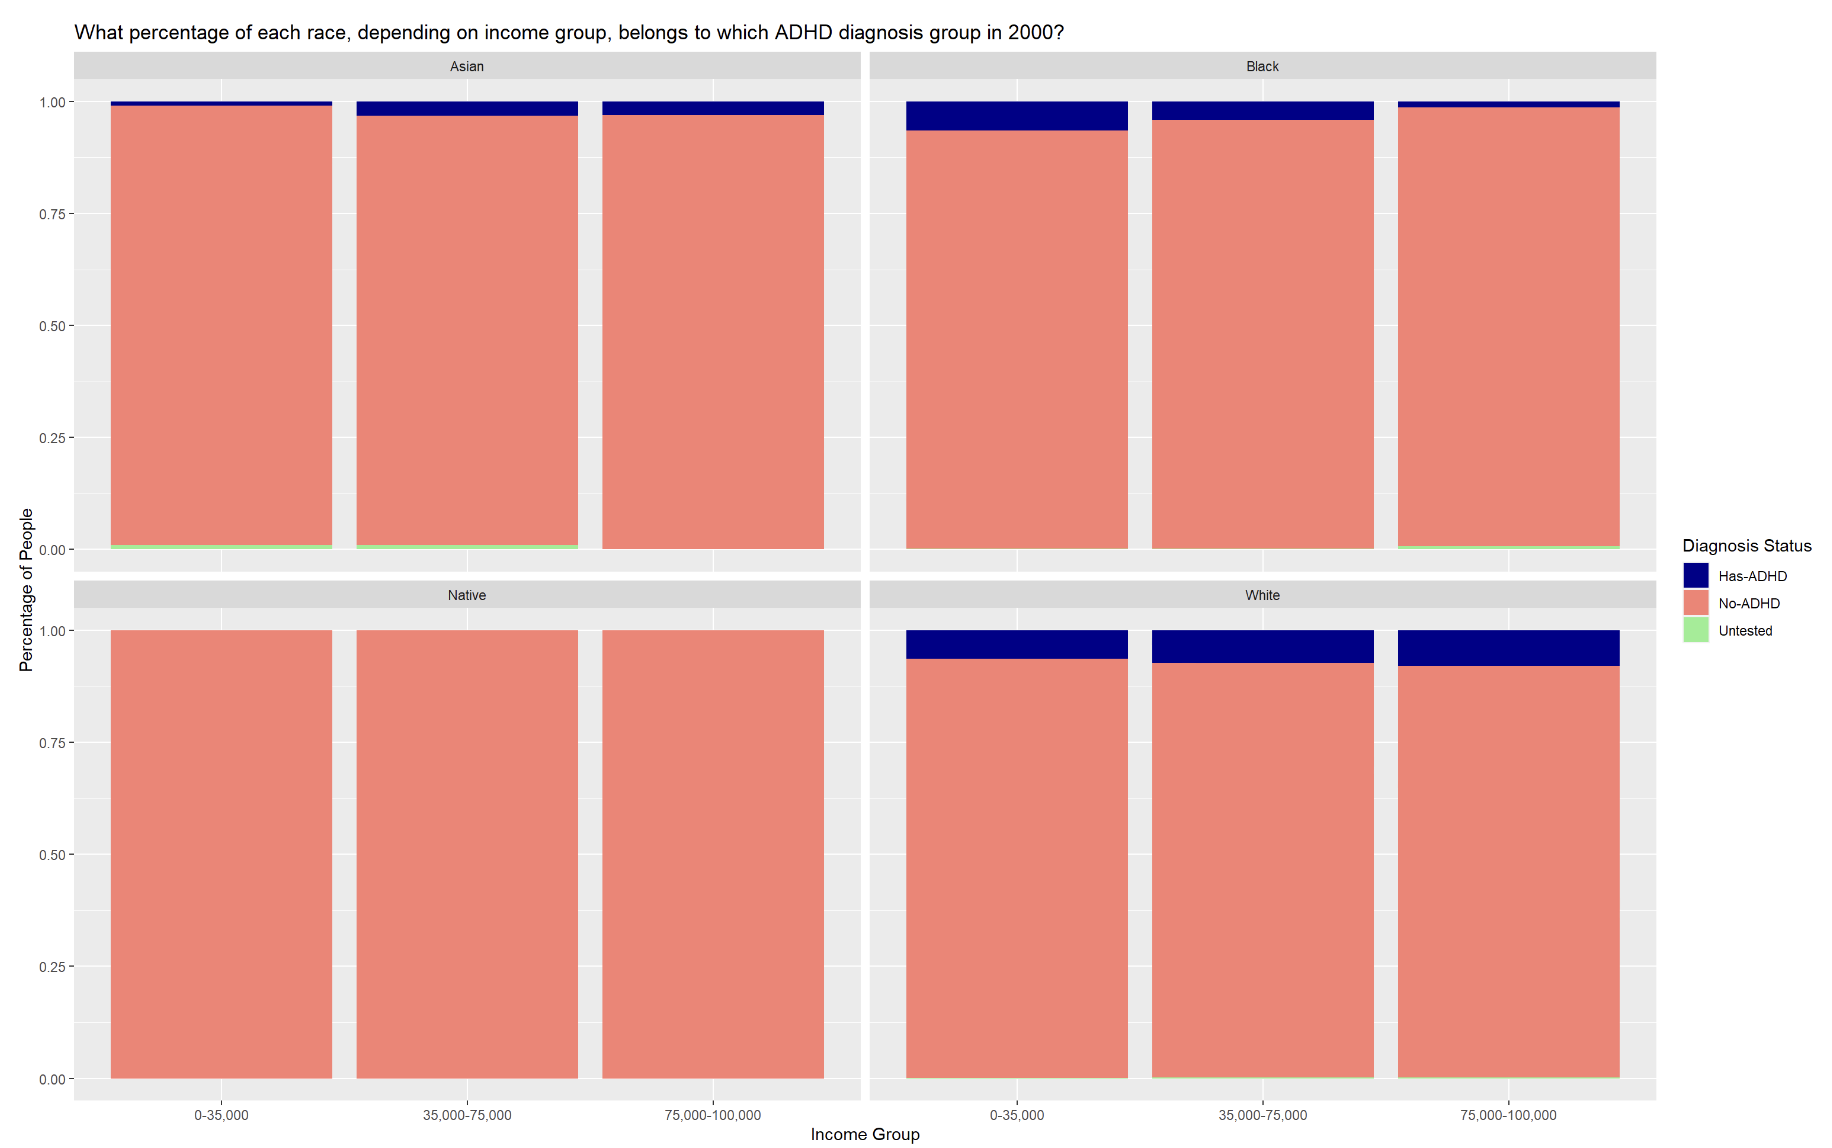 What percentage of each race, depending on income group, belongs to which ADHD diagnosis group in 2000?
Asian
Black
1.00
0.75
0.50
0.25
0.00
Native
White
1.00
0.75
0.50
0.25
0.00
Percentage of People
0-35,000
35,000-75,000
75,000-100,000
0-35,000
35,000-75,000
75,000-100,000
Income Group
Diagnosis Status
Has-ADHD
No-ADHD
Untested